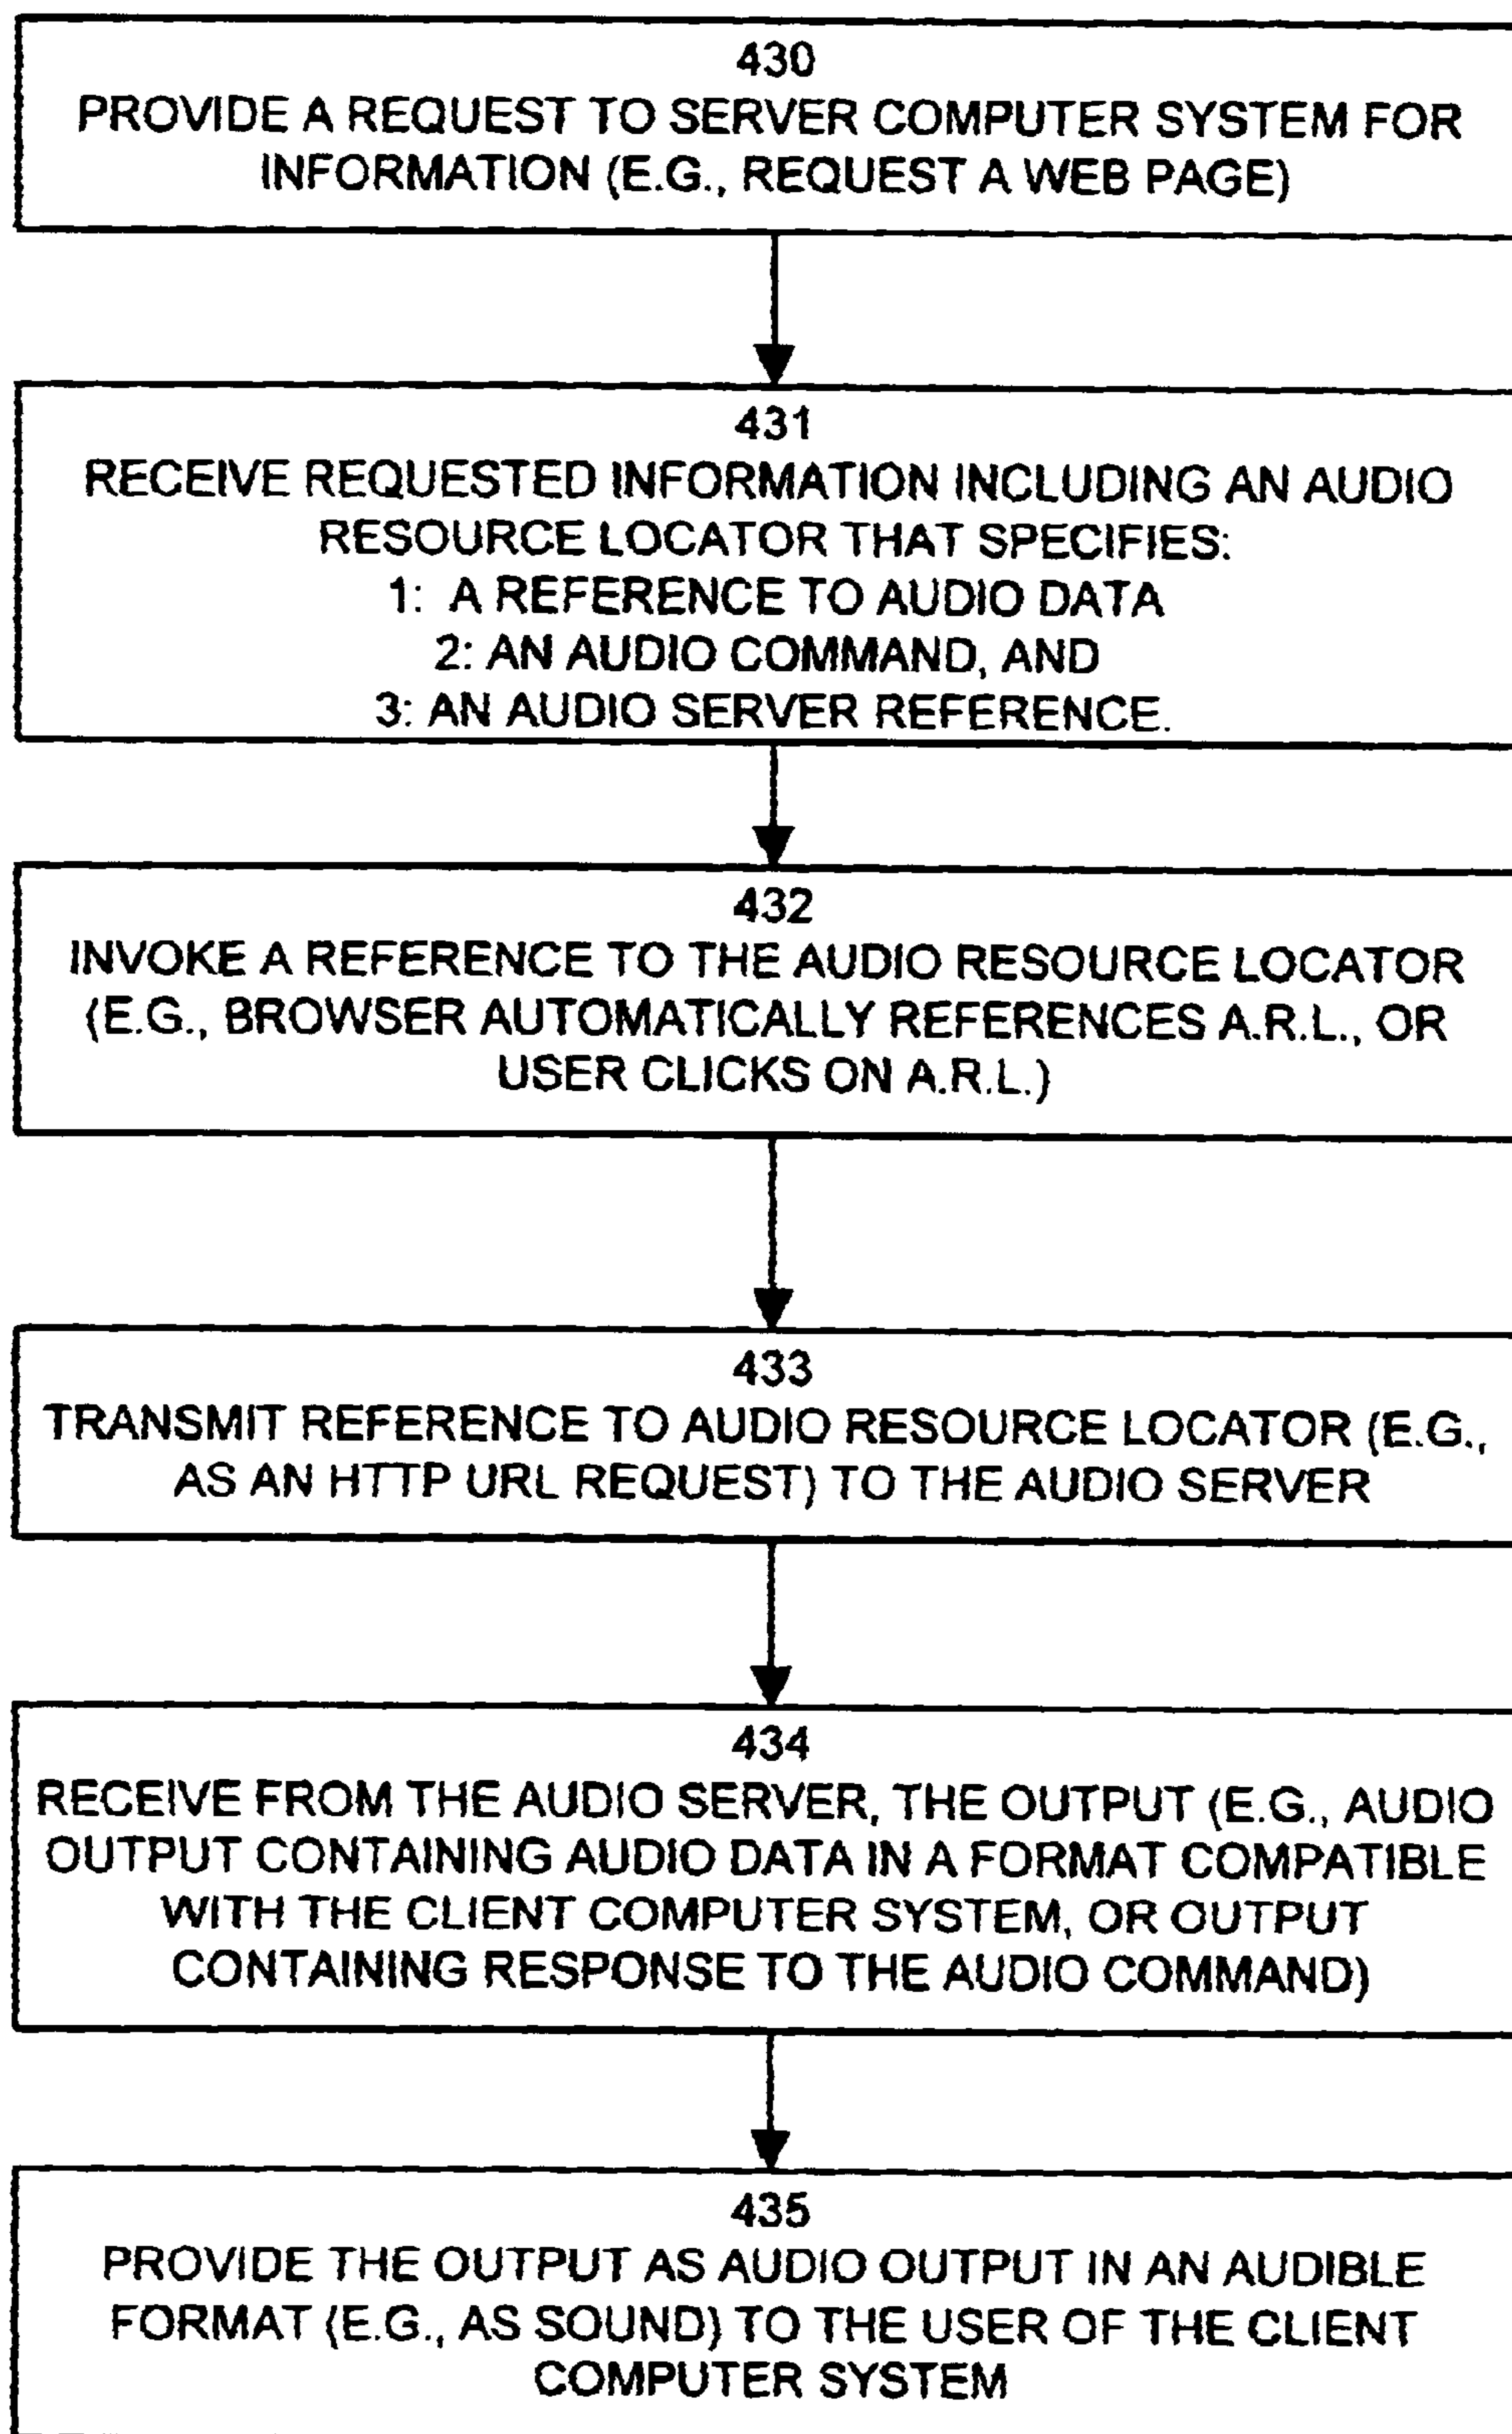 430
PROVIDE A REQUEST TO SERVER COMPUTER SYSTEM FOR
INFORMATION (E.G., REQUEST A WEB PAGE)
431
RECEIVE REQUESTED INFORMATION INCLUDING AN AUDIO
RESOURCE LOCATOR THAT SPECIFIES:
1: A REFERENCE TO AUDIO DATA
2: AN AUDIO COMMAND, AND
3: AN AUDIO SERVER REFERENCE.
432
INVOKE A REFERENCE TO THE AUDIO RESOURCE LOCATOR
(E.G., BROWSER AUTOMATICALLY REFERENCES A.R.L., OR
USER CLICKS ON A.R.L.)
433
TRANSMIT REFERENCE TO AUDIO RESOURCE LOCATOR (E.G.,
AS AN HTTP URL REQUEST) TO THE AUDIO SERVER
434
RECEIVE FROM THE AUDIO SERVER, THE OUTPUT (E.G., AUDIO
OUTPUT CONTAINING AUDIO DATA IN A FORMAT COMPATIBLE
WITH THE CLIENT COMPUTER SYSTEM, OR OUTPUT
CONTAINING RESPONSE TO THE AUDIO COMMAND)
435
PROVIDE THE OUTPUT AS AUDIO OUTPUT IN AN AUDIBLE
FORMAT (E.G., AS SOUND) TO THE USER OF THE CLIENT
COMPUTER SYSTEM